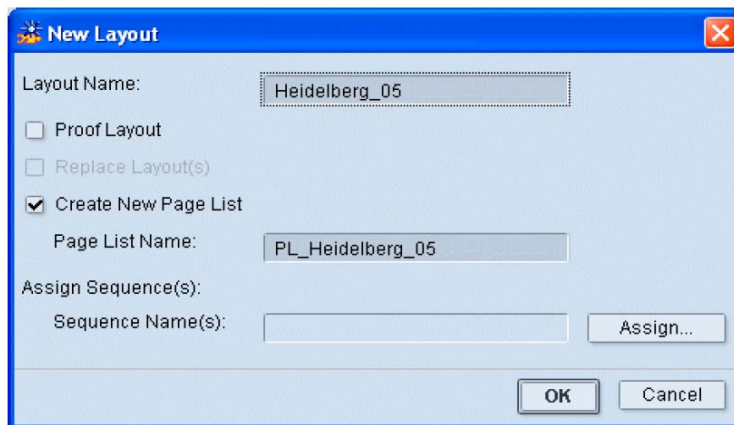 New Layout
Layout Name: Heidelberg_05
Proof Layout
Replace Layout(s)
Create New Page List
Page List Name: PL_Heidelberg_05
Assign Sequence(s):
Sequence Name(s): Assign...
OK Cancel